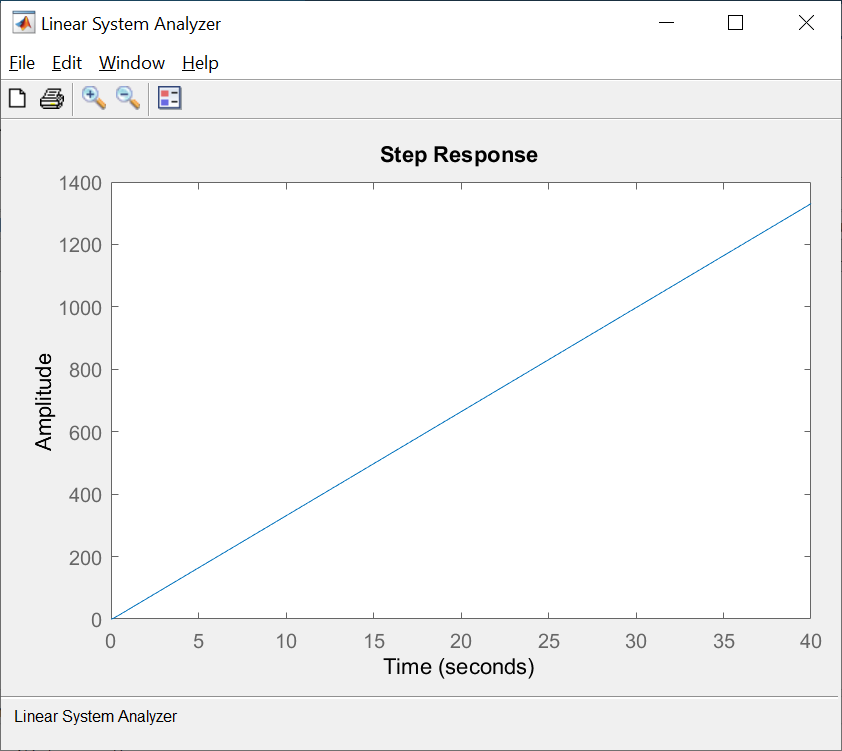 Linear System Analyzer
File Edit Window Help
Step Response
1400
1200
1000
800
600
400
200
0
Amplitude
0 5 10 15 20 25 30 35 40
Time (seconds)
Linear System Analyzer